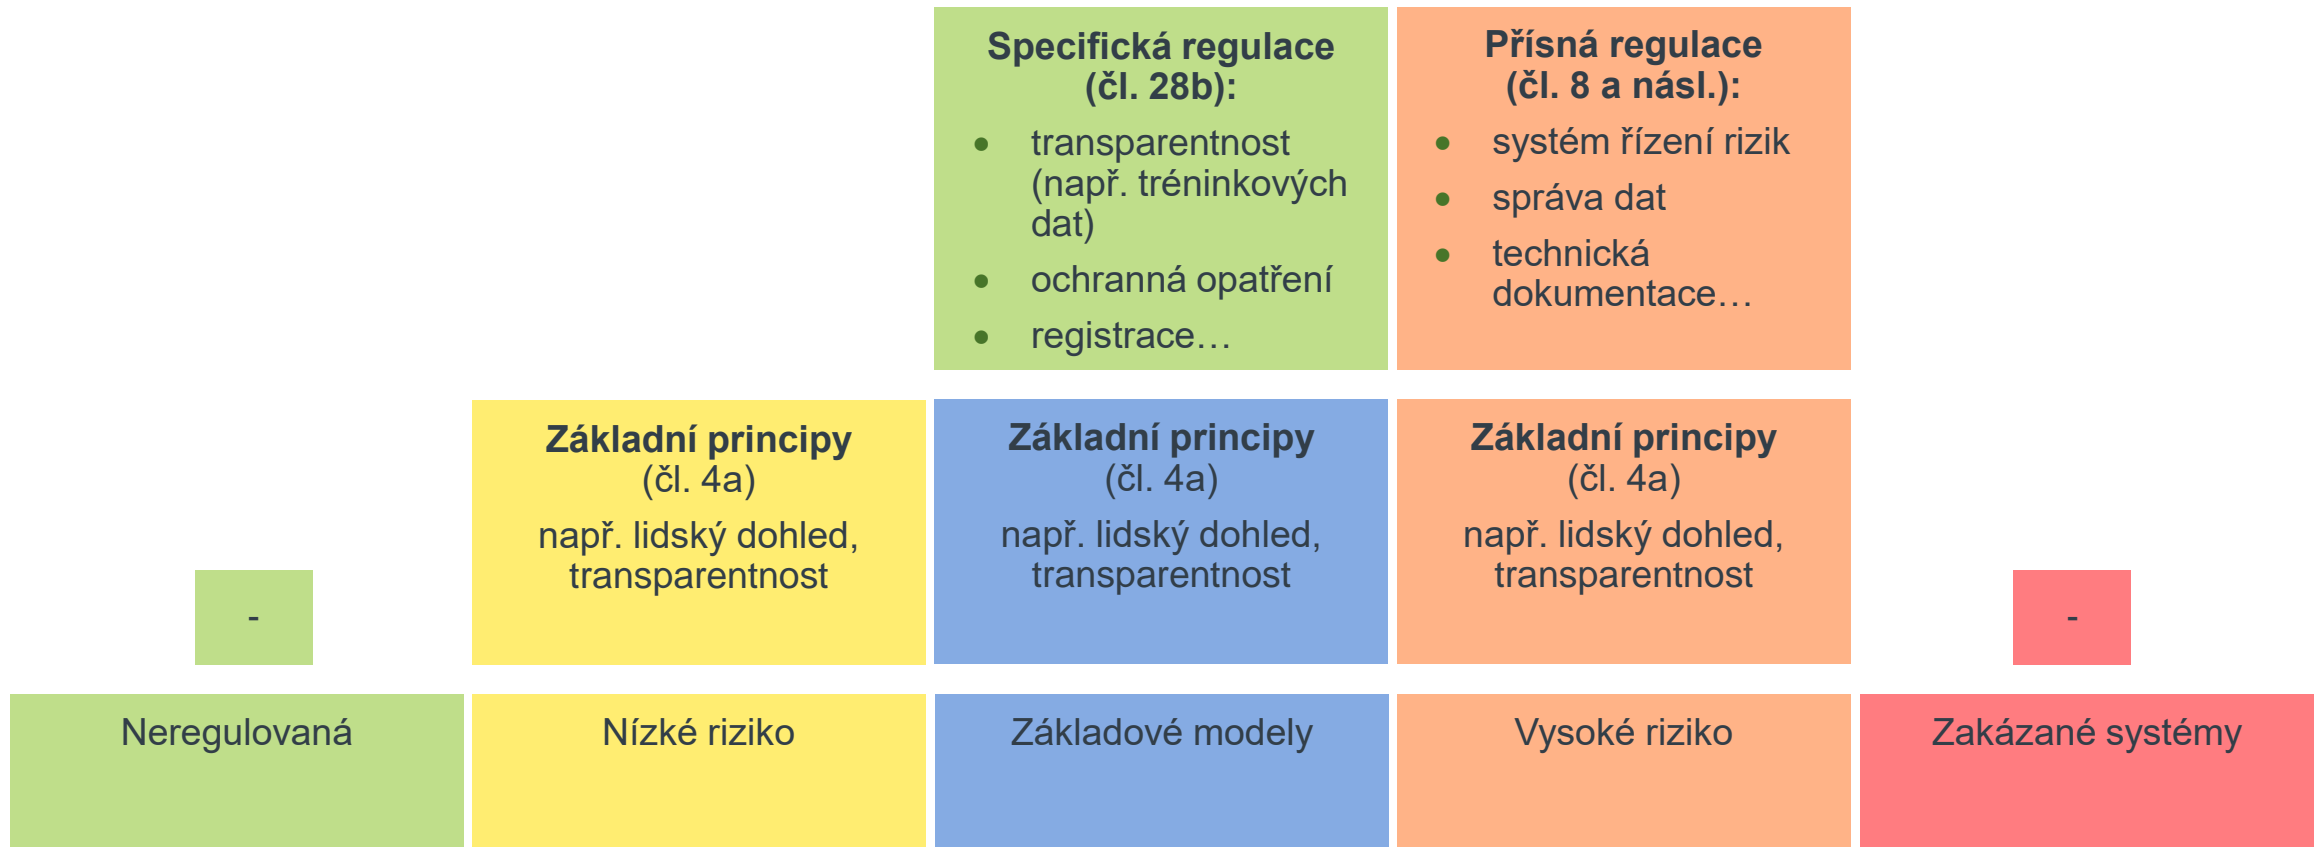 Specifická regulace
(čl. 28b):
• transparentnost
(např. tréninkových
dat)
• ochranná opatření
• registrace…
Přísná regulace
(čl. 8 a násl.):
• systém řízení rizik
• správa dat
• technická
dokumentace…
-
Základní principy
(čl. 4a)
např. lidský dohled,
transparentnost
Základní principy
(čl. 4a)
např. lidský dohled,
transparentnost
Základní principy
(čl. 4a)
např. lidský dohled,
transparentnost
-
Neregulovaná
Nízké riziko
Základové modely
Vysoké riziko
Zakázané systémy